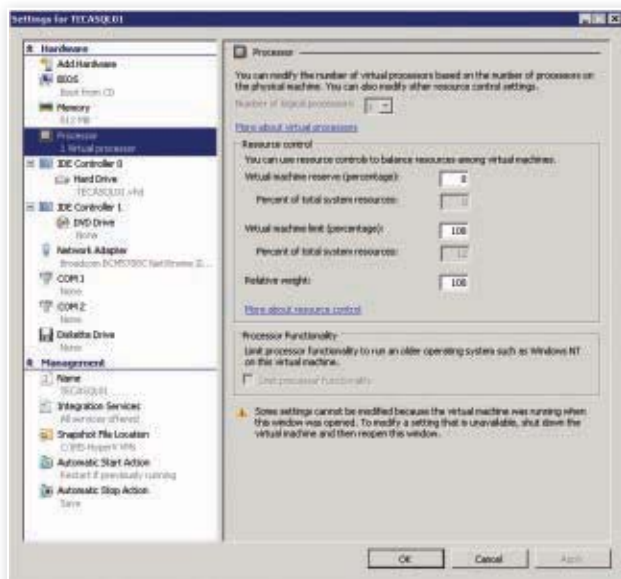 Settings for TECASQL01
Hardware
Add Hardware
BIOS
Boot from CD
Memory
512 MB
Processor
1 Virtual processor
IDE Controller 0
Hard Drive
TECASQL01.vhd
IDE Controller 1
DVD Drive
None
Network Adapter
Broadcom
COM 1
None
COM 2
None
Diskette Drive
None
Management
Name
TECASQL01
Integration Services
All services offered
Snapshot File Location
Automatic Start Action
Restart if previously running
Automatic Stop Action
Save
Processor
You can modify the number of virtual processors based on the number of processors on
the physical machine. You can also modify other resource control settings.
Number of logical processors:
More about virtual processors
Resource control
You can use resource controls to balance resources among virtual machines.
Virtual machine reserve (percentage):
Percent of total system resources:
Virtual machine limit (percentage):
100
Percent of total system resources:
12
Relative weight:
100
More about resource control
Processor Functionality
Limit processor functionality to run an older operating system such as Windows NT
on this virtual machine.
Limit processor functionality
Some settings cannot be modified because the virtual machine was running when
this window was opened. To modify a setting that is unavailable, shut down the
virtual machine and then reopen this window.
OK
Cancel
Apply